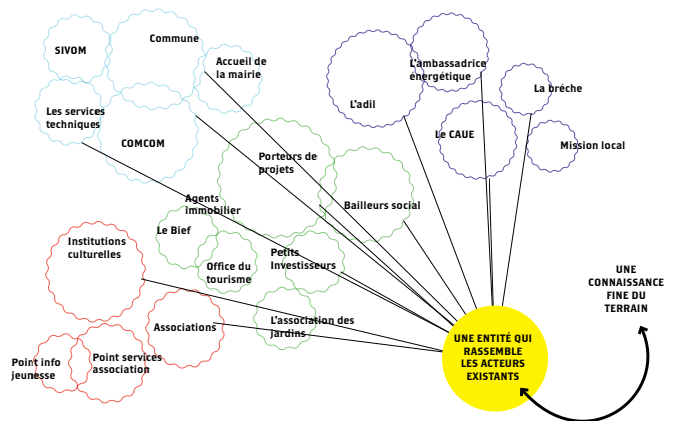 SIVOM
Commune
Accueil de
la mairie
Les services
techniques
COMCOM
L'adil
L'ambassadrice
énergétique
La bréche
Le CAUE
Mission local
Porteurs de
projets
Agents
immobilier
Bailleurs social
Le Bief
Office du
tourisme
Petits
Investisseurs
L'association des
jardins
Institutions
culturelles
Associations
Point info
jeunesse
Point services
association
UNE ENTITÉ QUI
RASSEMBLE
LES ACTEURS
EXISTANTS
UNE
CONNAISSANCE
FINE DU
TERRAIN